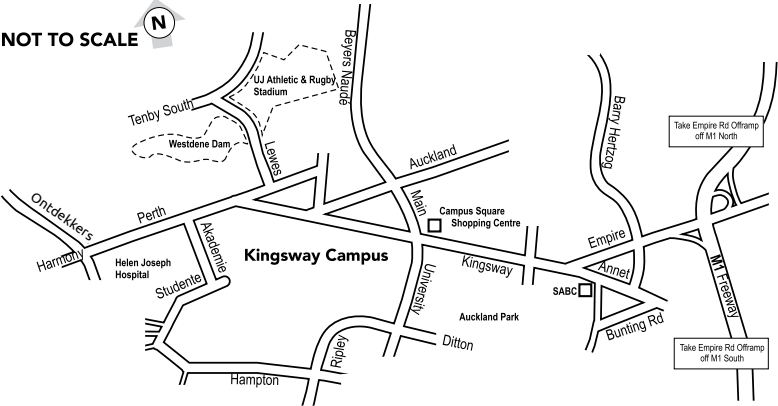 N
NOT TO SCALE
Beyers Naudé
UJ Athletic & Rugby
Stadium
Tenby South
Westdene Dam
Lewes
Barry Hertzog
Take Empire Rd Offramp
off M1 North
Auckland
Ontdekkers
Perth
Main
Campus Square
Shopping Centre
Akademie
Harmony
Helen Joseph
Hospital
Kingsway Campus
Kingsway
Empire
Annet
M1 Freeway
Studente
University
SABC
Auckland Park
Bunting Rd
Ripley
Ditton
Take Empire Rd Offramp
off M1 South
Hampton